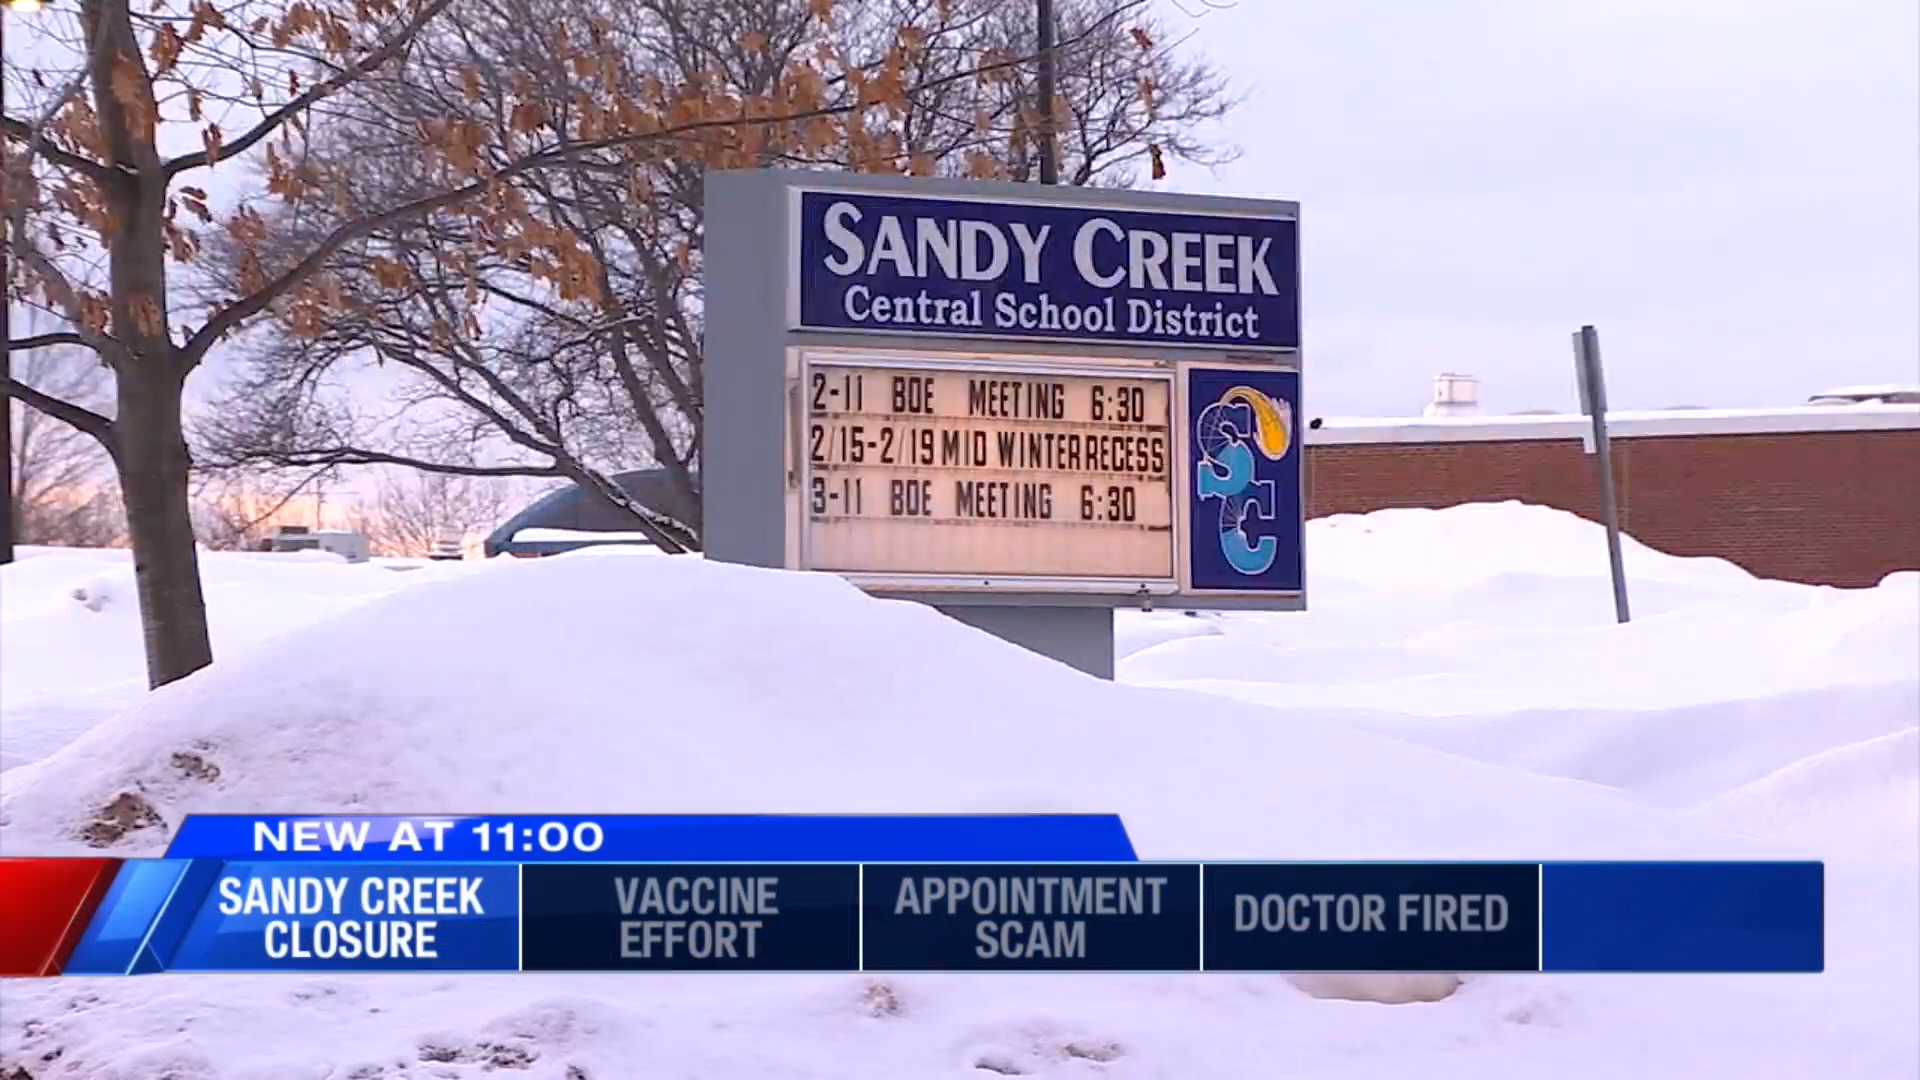 SANDY CREEK
Central School District
2-11 BOE MEETING 6:30
2/15-2/19 MID WINTER RECESS
3-11 BOE MEETING 6:30
SC
NEW AT 11:00
SANDY CREEK
CLOSURE
VACCINE
EFFORT
APPOINTMENT
SCAM
DOCTOR FIRED